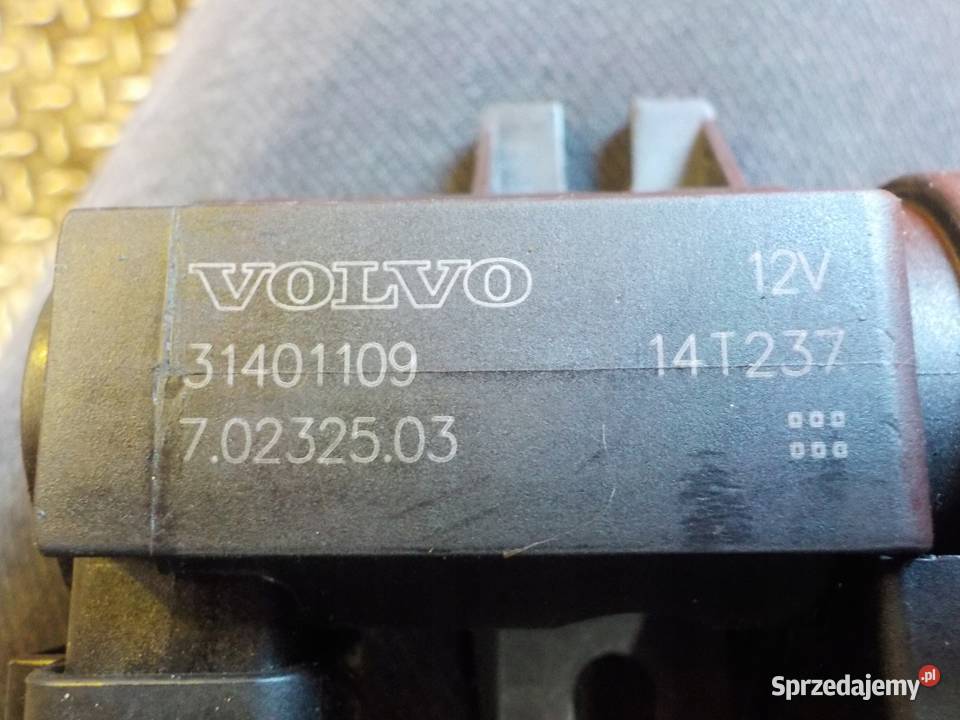 VOLVO 12V
31401109 14T237
7.02325.03
Sprzedajemy.pl